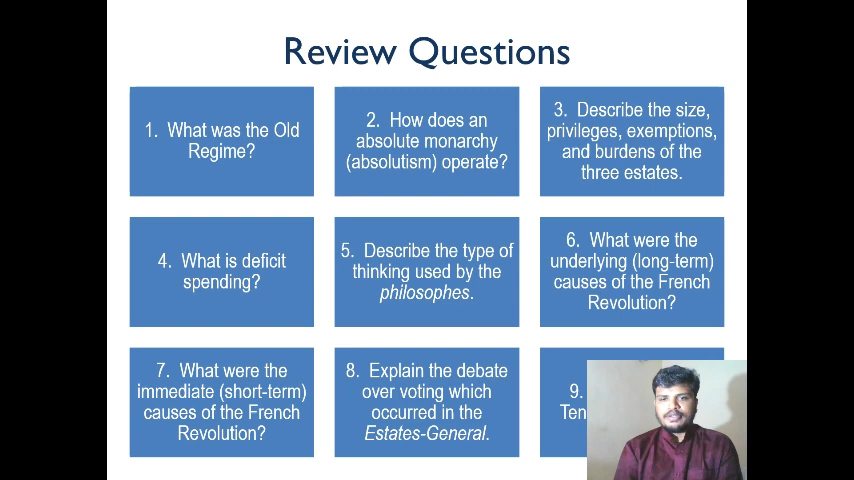 Review Questions
1. What was the Old
Regime?
2. How does an
absolute monarchy
(absolutism) operate?
3. Describe the size,
privileges, exemptions,
and burdens of the
three estates.
4. What is deficit
spending?
5. Describe the type of
thinking used by the
philosophes.
6. What were the
underlying (long-term)
causes of the French
Revolution?
7. What were the
immediate (short-term)
causes of the French
Revolution?
8. Explain the debate
over voting which
occurred in the
Estates-General.
9.